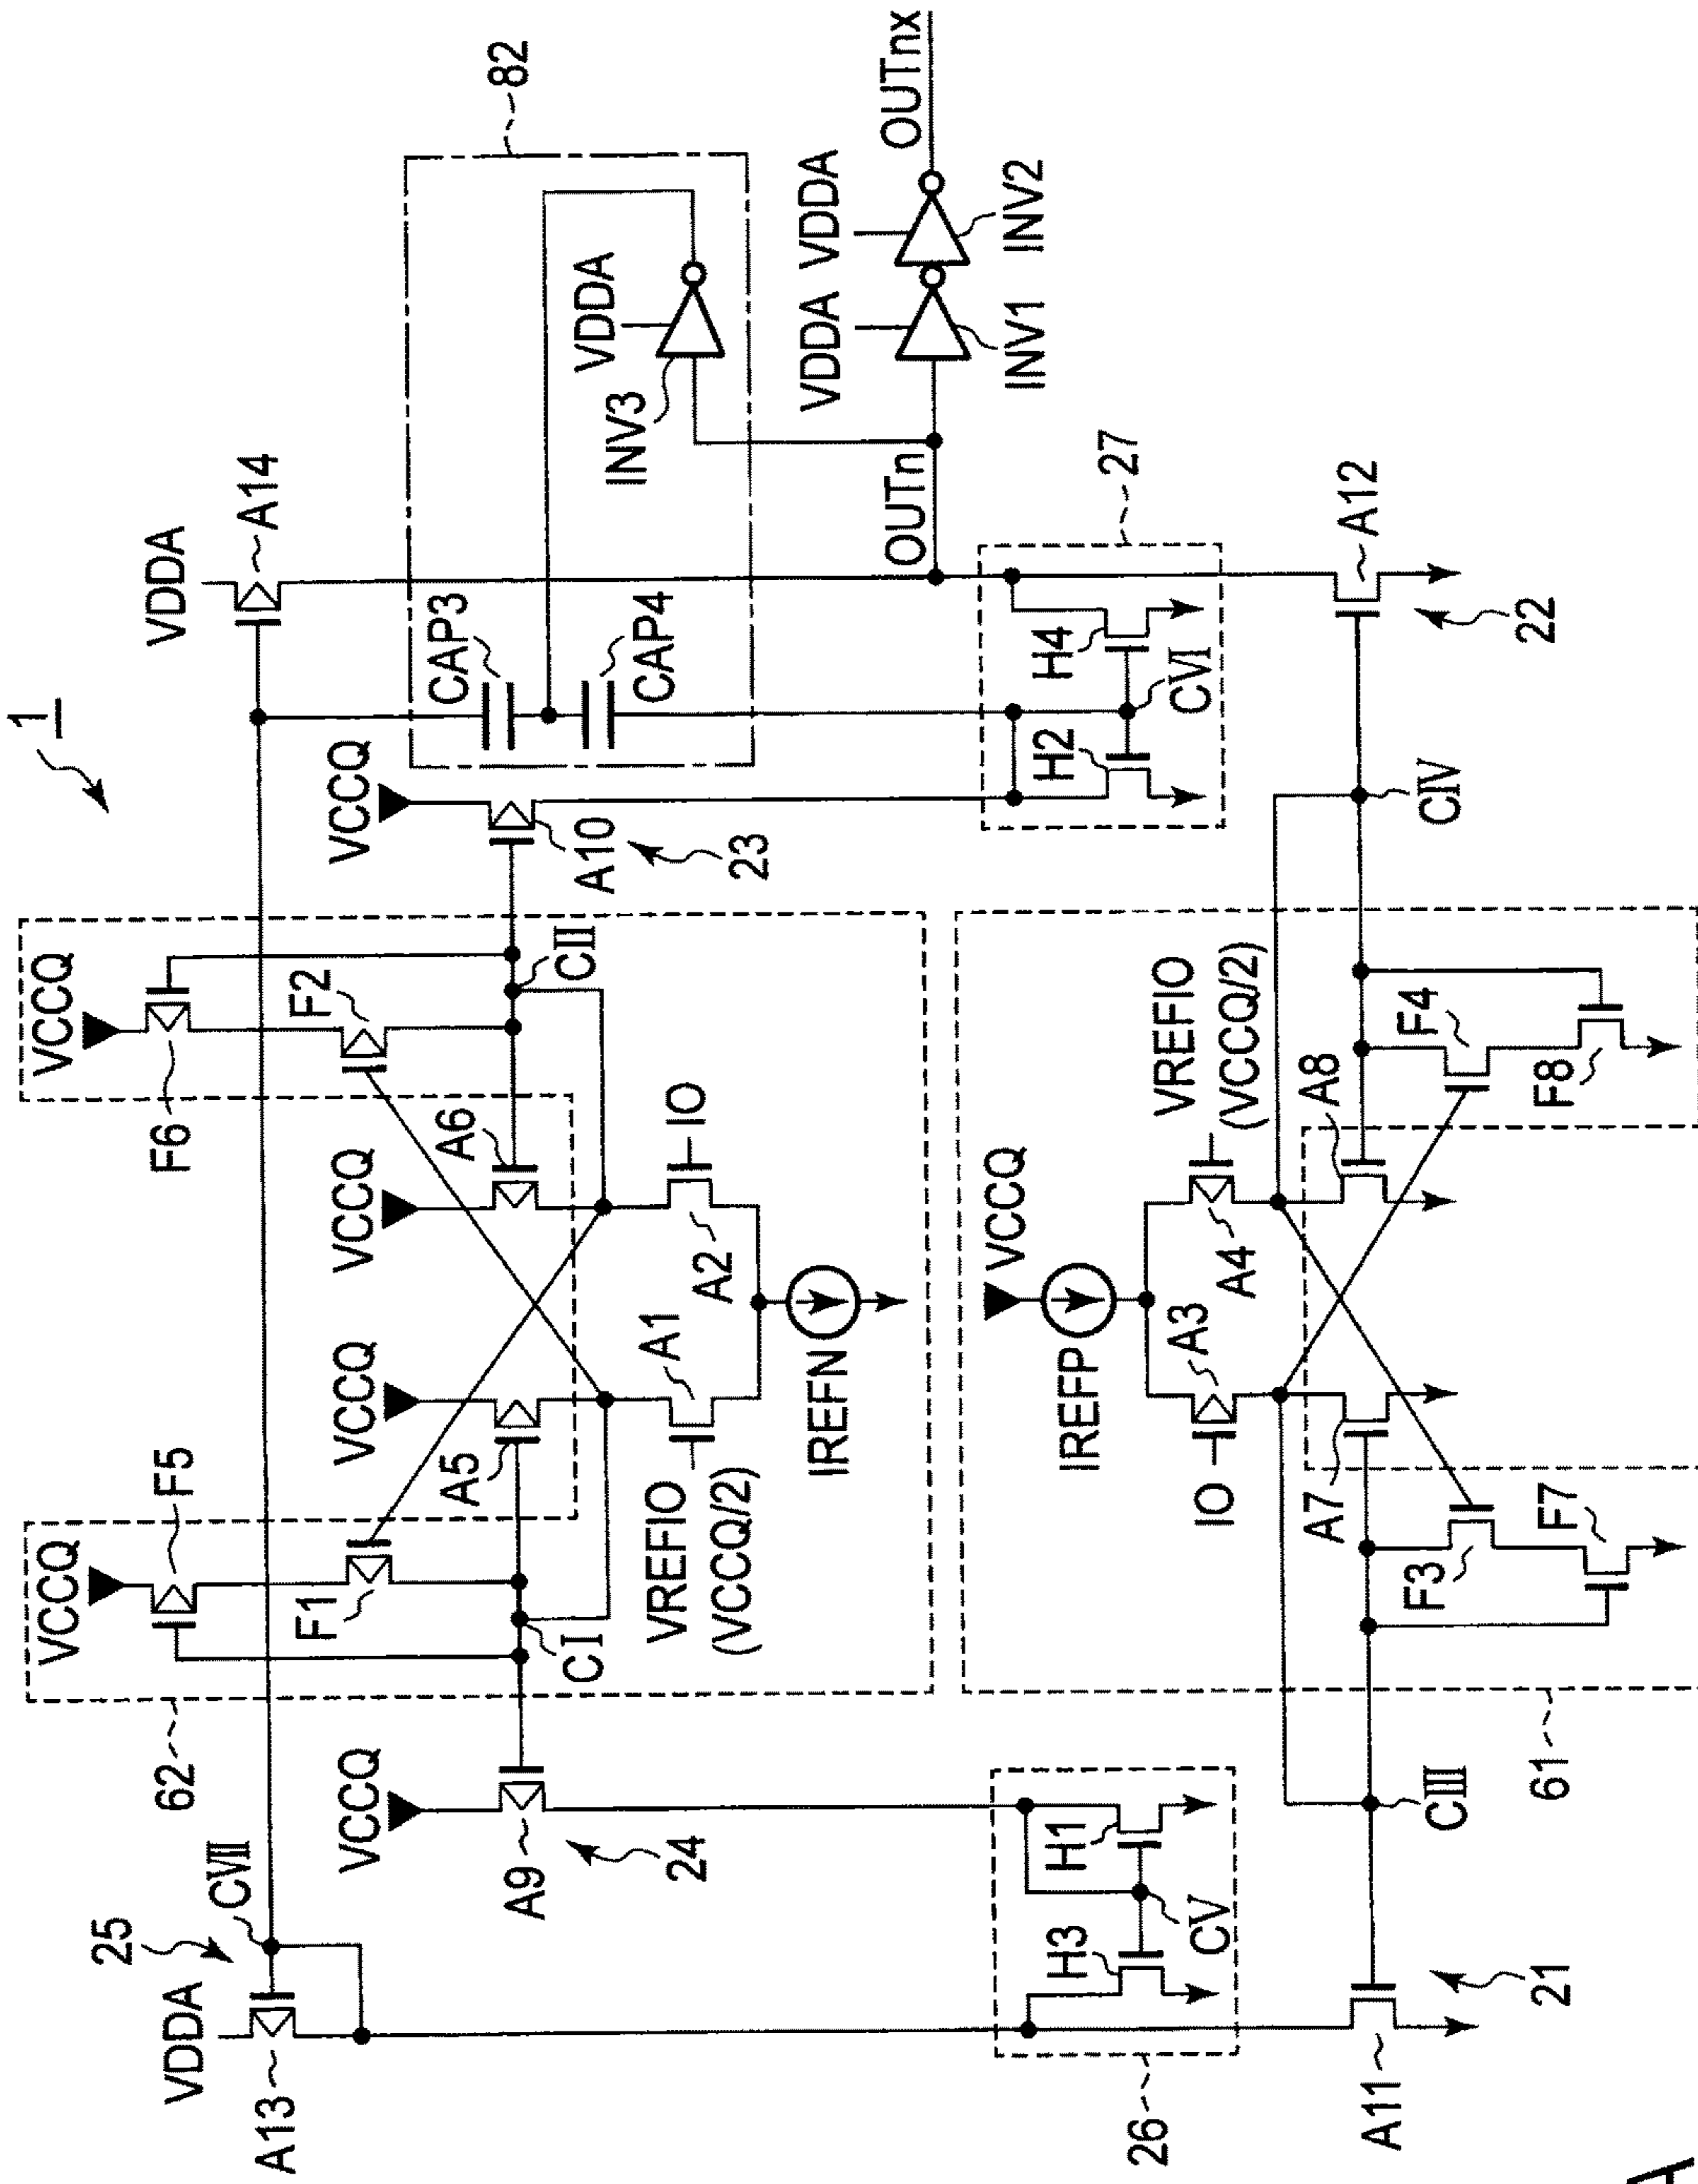 1
VDDA
A14
82
CAP3
CAP4
VDDA
INV3
VDDA
VDDA
OUTnx
INV1
INV2
OUTn
27
H4
H2
CVI
A12
22
CIV
VCCQ
A10
23
VCCQ
F6
F2
CII
VCCQ
A6
IO
A2
VCCQ
A5
A1
IREFN
VCCQ
F5
F1
CI
VREFIO
(VCCQ/2)
62
VCCQ
IREFP
VREFIO
(VCCQ/2)
A3
A4
IO
A7
A8
F4
F8
F3
F7
61
CIII
VCCQ
A9
24
H1
H3
CV
26
25
CVII
VDDA
A13
A11
21
A